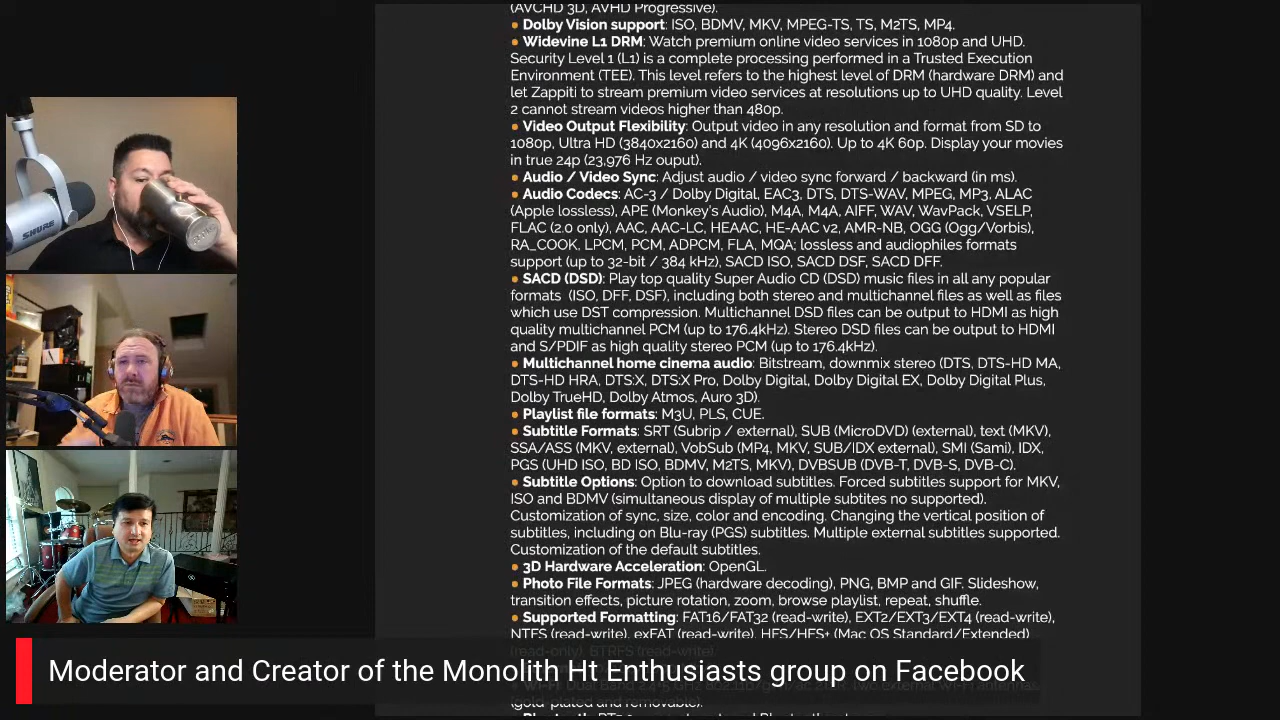 (AVCHD 3D, AVHD Progressive).
• Dolby Vision support: ISO, BDMV, MKV, MPEG-TS, TS, M2TS, MP4.
• Widevine L1 DRM: Watch premium online video services in 1080p and UHD.
Security Level 1 (L1) is a complete processing performed in a Trusted Execution
Environment (TEE). This level refers to the highest level of DRM (hardware DRM) and
let Zappiti to stream premium video services at resolutions up to UHD quality. Level
2 cannot stream videos higher than 480p.
• Video Output Flexibility: Output video in any resolution and format from SD to
1080p, Ultra HD (3840x2160) and 4K (4096x2160). Up to 4K 60p. Display your movies
in true 24p (23,976 Hz ouput).
• Audio / Video Sync: Adjust audio / video sync forward / backward (in ms).
• Audio Codecs: AC-3 / Dolby Digital, EAC3, DTS, DTS-WAV, MPEG, MP3, ALAC
(Apple lossless), APE (Monkey's Audio), M4A, M4A, AIFF, WAV, WavPack, VSELP,
FLAC (2.0 only), AAC, AAC-LC, HEAAC, HE-AAC v2, AMR-NB, OGG (Ogg/Vorbis),
RA_COOK, LPCM, PCM, ADPCM, FLA, MQA; lossless and audiophiles formats
support (up to 32-bit / 384 kHz), SACD ISO, SACD DSF, SACD DFF.
• SACD (DSD): Play top quality Super Audio CD (DSD) music files in all any popular
formats (ISO, DFF, DSF), including both stereo and multichannel files as well as files
which use DST compression. Multichannel DSD files can be output to HDMI as high
quality multichannel PCM (up to 176.4kHz). Stereo DSD files can be output to HDMI
and S/PDIF as high quality stereo PCM (up to 176.4kHz).
• Multichannel home cinema audio: Bitstream, downmix stereo (DTS, DTS-HD MA,
DTS-HD HRA, DTS:X, DTS:X Pro, Dolby Digital, Dolby Digital EX, Dolby Digital Plus,
Dolby TrueHD, Dolby Atmos, Auro 3D).
• Playlist file formats: M3U, PLS, CUE.
• Subtitle Formats: SRT (Subrip / external), SUB (MicroDVD) (external), text (MKV),
SSA/ASS (MKV, external), VobSub (MP4, MKV, SUB/IDX external), SMI (Sami), IDX,
PGS (UHD ISO, BD ISO, BDMV, M2TS, MKV), DVBSUB (DVB-T, DVB-S, DVB-C).
• Subtitle Options: Option to download subtitles. Forced subtitles support for MKV,
ISO and BDMV (simultaneous display of multiple subtites no supported).
Customization of sync, size, color and encoding. Changing the vertical position of
subtitles, including on Blu-ray (PGS) subtitles. Multiple external subtitles supported.
Customization of the default subtitles.
• 3D Hardware Acceleration: OpenGL.
• Photo File Formats: JPEG (hardware decoding), PNG, BMP and GIF. Slideshow,
transition effects, picture rotation, zoom, browse playlist, repeat, shuffle.
• Supported Formatting: FAT16/FAT32 (read-write), EXT2/EXT3/EXT4 (read-write),
NTFS (read-write), exFAT (read-write), HFS/HFS+ (Mac OS Standard/Extended)
(read-only), BTRFS (read-write).
(gold-plated and removable).
SHURE
Moderator and Creator of the Monolith Ht Enthusiasts group on Facebook